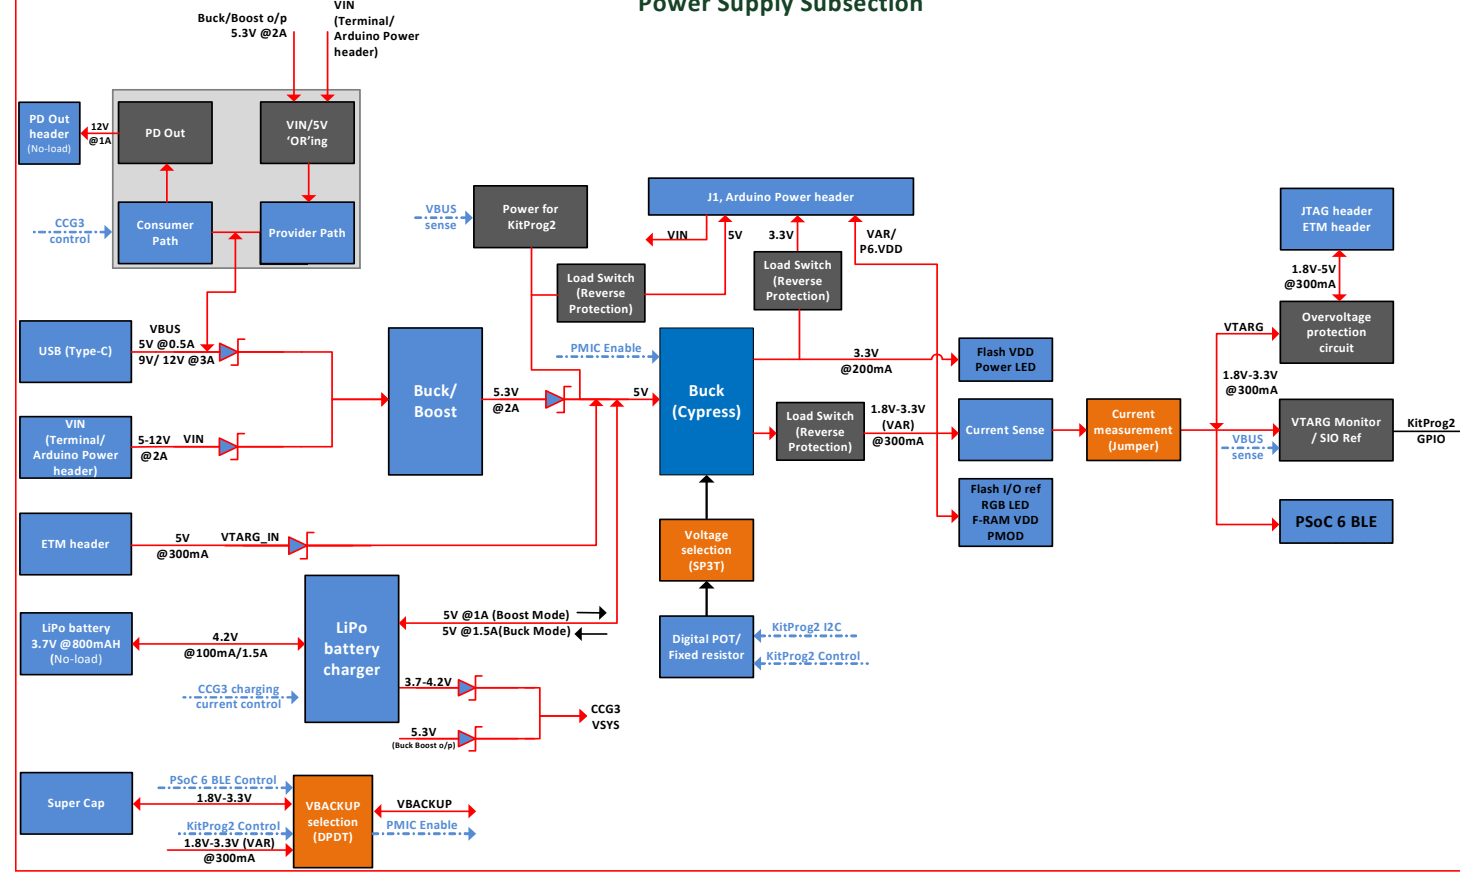 Power Supply Subsection
Buck/Boost o/p
5.3V @2A
VIN
(Terminal/
Arduino Power
header)
PD Out
header
(No-load)
12V
@1A
PD Out
VIN/5V
‘OR’ing
CCG3
control
Consumer
Path
Provider Path
VBUS
sense
Power for
KitProg2
J1, Arduino Power header
VIN
5V
3.3V
VAR/
P6.VDD
Load Switch
(Reverse
Protection)
Load Switch
(Reverse
Protection)
JTAG header
ETM header
1.8V-5V
@300mA
Overvoltage
protection
circuit
VTARG
USB (Type-C)
VBUS
5V @0.5A
9V/ 12V @3A
Buck/
Boost
5.3V
@2A
5V
PMIC Enable
Buck
(Cypress)
3.3V
@200mA
Flash VDD
Power LED
1.8V-3.3V
@300mA
VIN
(Terminal/
Arduino Power
header)
5-12V
@2A
VIN
Load Switch
(Reverse
Protection)
1.8V-3.3V
(VAR)
@300mA
Current Sense
Current
measurement
(Jumper)
VBUS
sense
VTARG Monitor
/ SIO Ref
KitProg2
GPIO
Flash I/O ref
RGB LED
F-RAM VDD
PMOD
PSoC 6 BLE
ETM header
5V
@300mA
VTARG_IN
Voltage
selection
(SP3T)
LiPo battery
3.7V @800mAH
(No-load)
4.2V
@100mA/1.5A
LiPo
battery
charger
5V @1A (Boost Mode)
5V @1.5A(Buck Mode)
Digital POT/
Fixed resistor
KitProg2 I2C
KitProg2 Control
CCG3 charging
current control
3.7-4.2V
5.3V
(Buck Boost o/p)
CCG3
VSYS
Super Cap
PSoC 6 BLE Control
1.8V-3.3V
KitProg2 Control
1.8V-3.3V (VAR)
@300mA
VBACKUP
selection
(DPDT)
VBACKUP
PMIC Enable